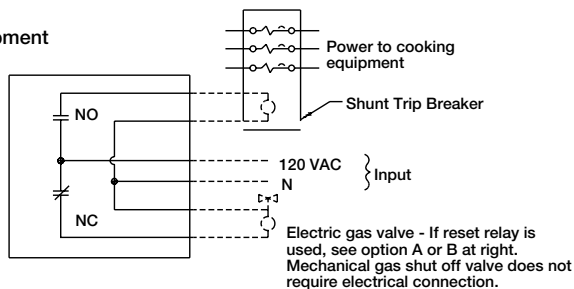 Power to cooking
equipment
NO
Shunt Trip Breaker
120 VAC
Input
N
NC
Electric gas valve - If reset relay is
used, see option A or B at right.
Mechanical gas shut off valve does not
require electrical connection.